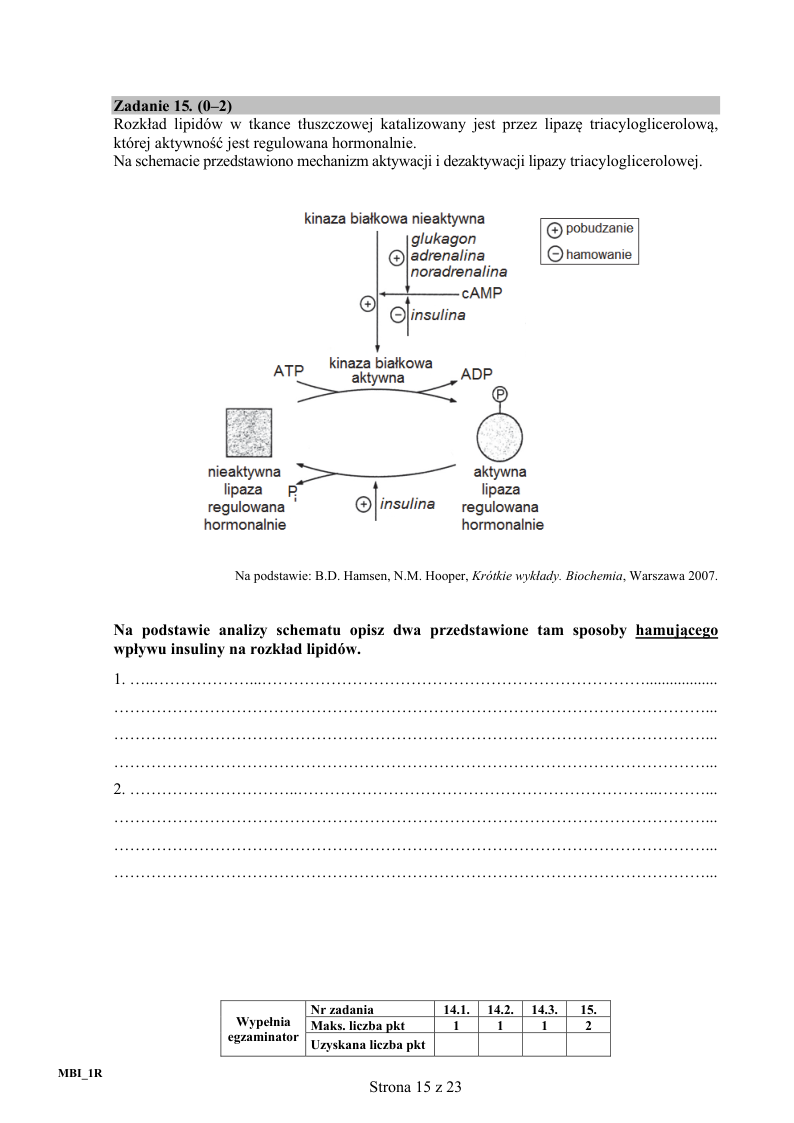 Zadanie 15. (0–2)
Rozkład lipidów w tkance tłuszczowej katalizowany jest przez lipazę triacyloglicerolową,
której aktywność jest regulowana hormonalnie.
Na schemacie przedstawiono mechanizm aktywacji i dezaktywacji lipazy triacyloglicerolowej.
kinaza białkowa nieaktywna
+ pobudzanie
− hamowanie
+ glukagon
adrenalina
noradrenalina
cAMP
+
− insulina
kinaza białkowa
aktywna
ATP
ADP
P
nieaktywna
lipaza
regulowana
hormonalnie
Pi
+ insulina
aktywna
lipaza
regulowana
hormonalnie
Na podstawie: B.D. Hamsen, N.M. Hooper, Krótkie wykłady. Biochemia, Warszawa 2007.
Na podstawie analizy schematu opisz dwa przedstawione tam sposoby hamującego
wpływu insuliny na rozkład lipidów.
1. …..………………...………………………………………………………………..................
…………………………………………………………………………………………………...
…………………………………………………………………………………………………...
…………………………………………………………………………………………………...
2. …………………………..…………………………………………………………..………...
…………………………………………………………………………………………………...
…………………………………………………………………………………………………...
…………………………………………………………………………………………………...
Wypełnia
egzaminator
Nr zadania 14.1. 14.2. 14.3. 15.
Maks. liczba pkt 1 1 1 2
Uzyskana liczba pkt
MBI_1R
Strona 15 z 23